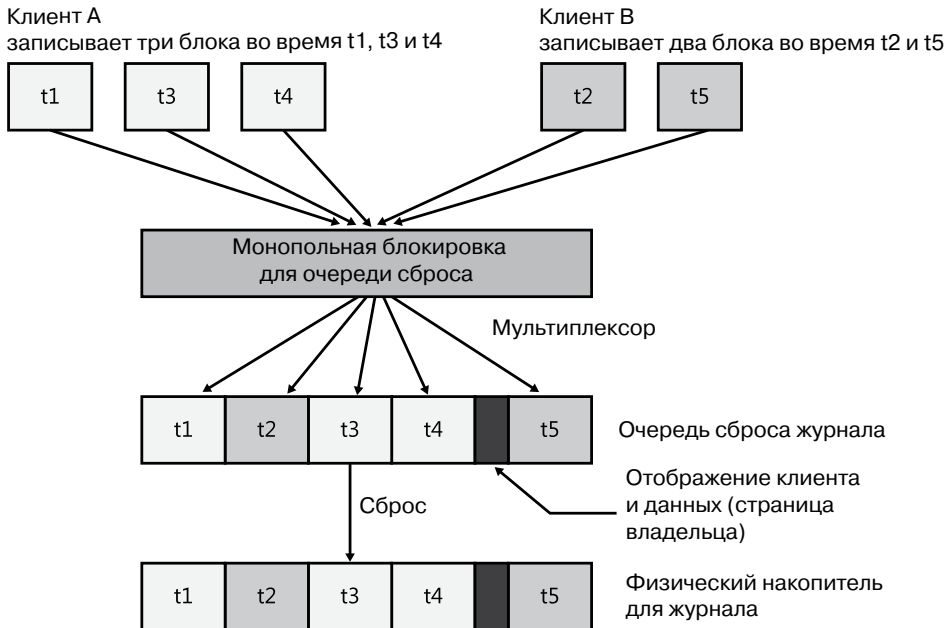 Клиент А
записывает три блока во время t1, t3 и t4
Клиент В
записывает два блока во время t2 и t5
t1
t3
t4
t2
t5
Монопольная блокировка
для очереди сброса
Мультиплексор
t1
t2
t3
t4
t5
Очередь сброса журнала
Отображение клиента
и данных (страница
владельца)
Сброс
t1
t2
t3
t4
t5
Физический накопитель
для журнала